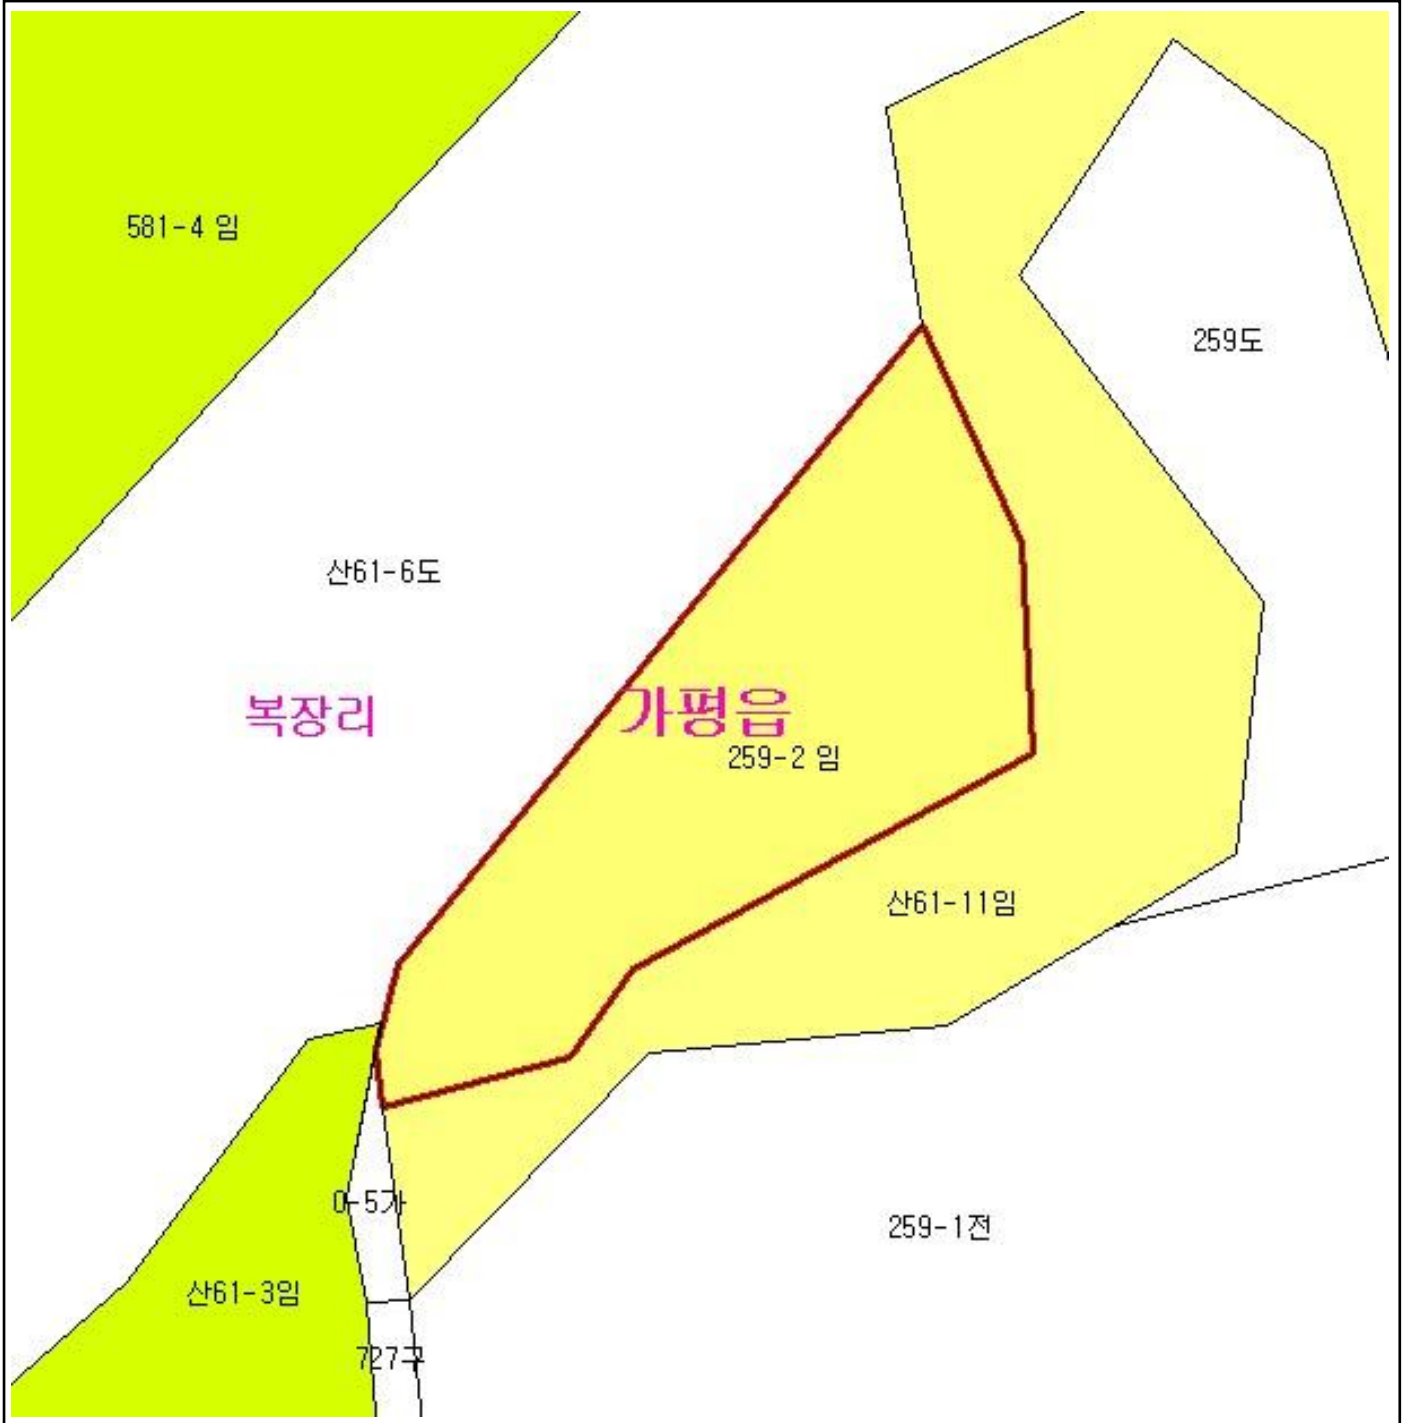 581-4 임
259도
산61-6도
복장리
가평읍
259-2 임
산61-11임
0-5가
259-1전
산61-3임
727구